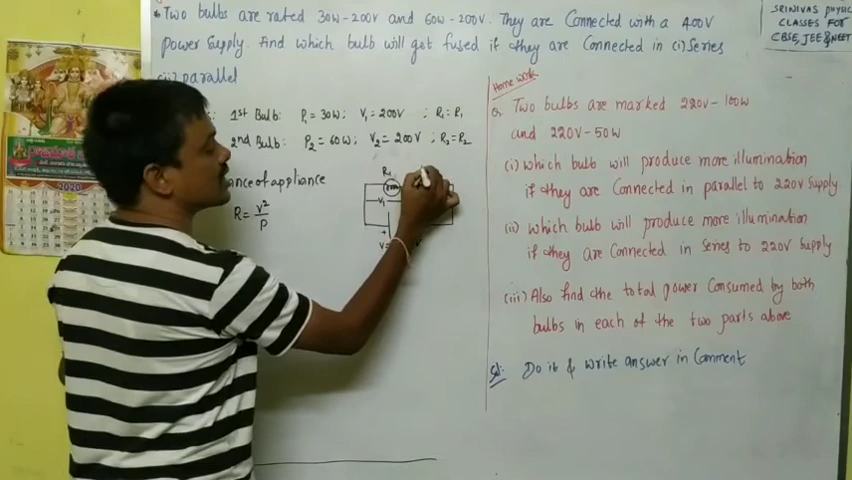 * Two bulbs are rated 30W-200V and 60W-200V. They are Connected with a 400V
power Supply. And which bulb will get fused if they are Connected in (i) Series
(ii) parallel
SRINIVAS PHYSIC
CLASSES FOR
CBSE, JEE & NEET
1st Bulb: P₁ = 30W; V₁ = 200V ; R₁ = R₁
2nd Bulb: P₂ = 60W; V₂ = 200V ; R₂ = R₂
ance of appliance
R = V²/P
R₁
V₁
+
V=
V
Home work
Q. Two bulbs are marked 220V-100W
and 220V-50W
(i) which bulb will produce more illumination
if they are Connected in parallel to 220V supply.
(ii) which bulb will produce more illumination
if they are Connected in Series to 220V supply
(iii) Also find the total power Consumed by both
bulbs in each of the two parts above
Sol: Do it & write answer in Comment
2020